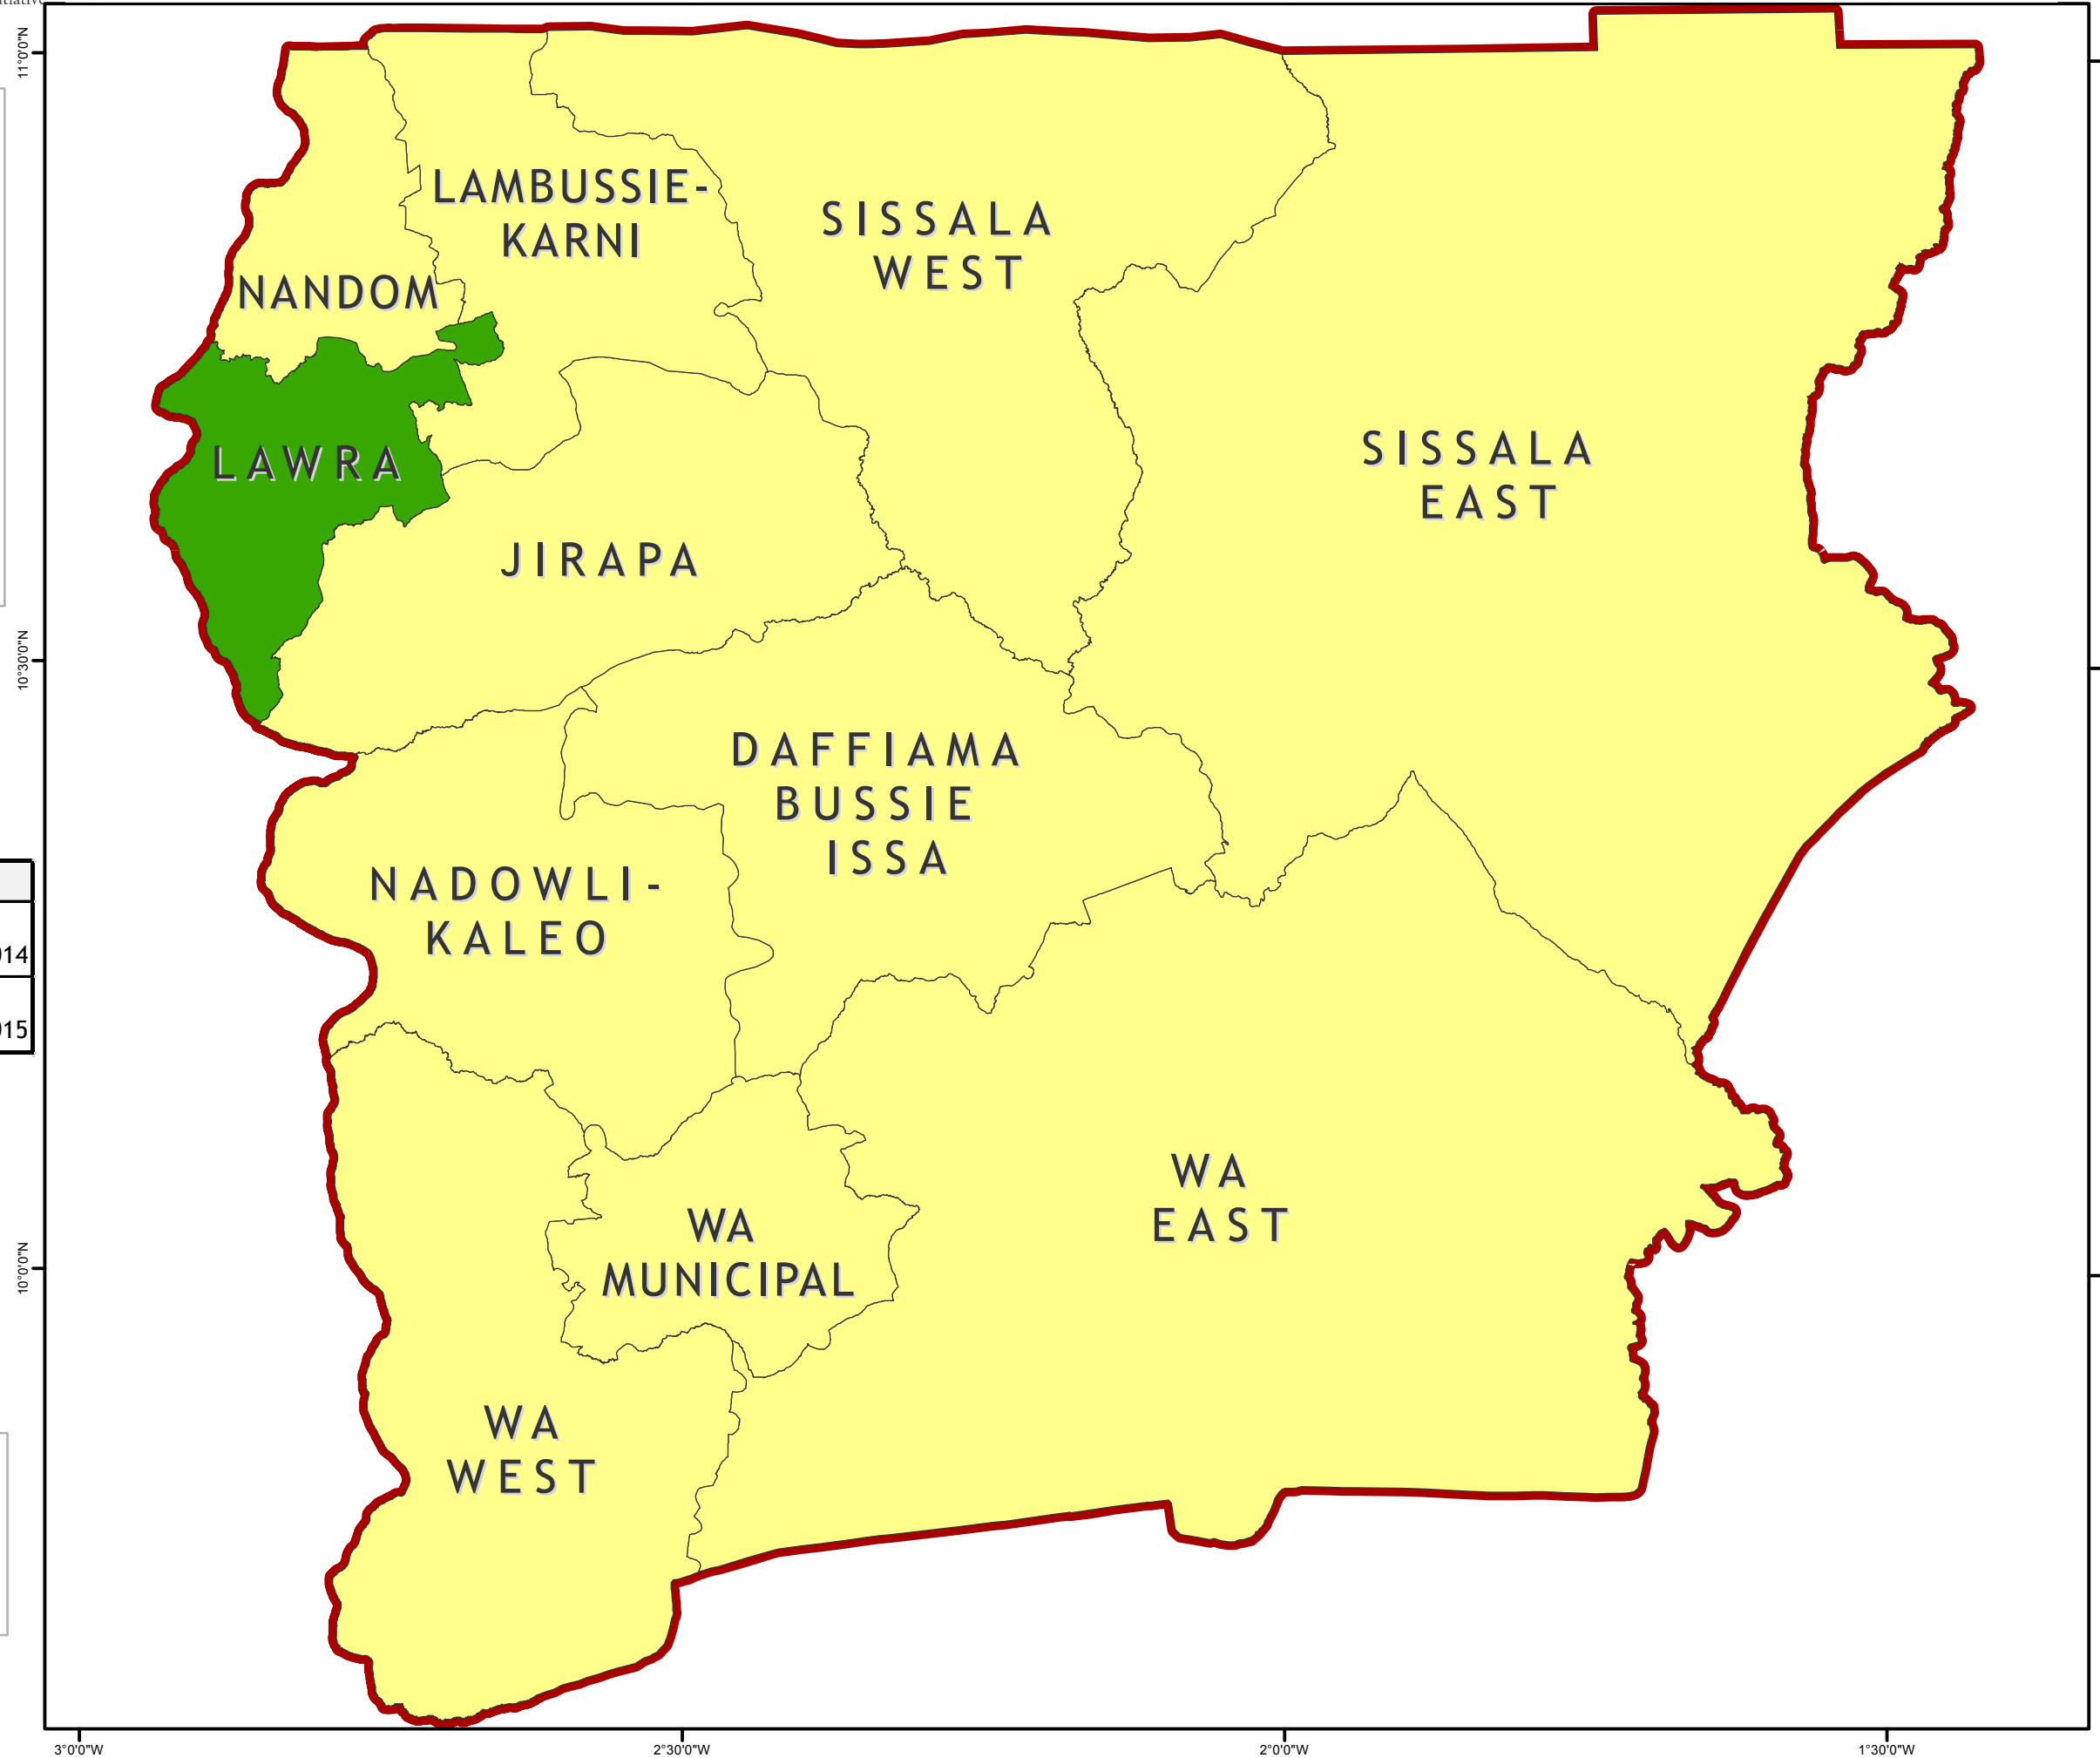 11°0'0"N
LAMBUSSIE-
KARNI
SISSALA
WEST
NANDOM
SISSALA
EAST
LAWRA
JIRAPA
10°30'0"N
DAFFIAMA
BUSSIE
ISSA
NADOWLI-
KALEO
014
015
WA
EAST
WA
MUNICIPAL
10°0'0"N
WA
WEST
3°0'0"W
2°30'0"W
2°0'0"W
1°30'0"W